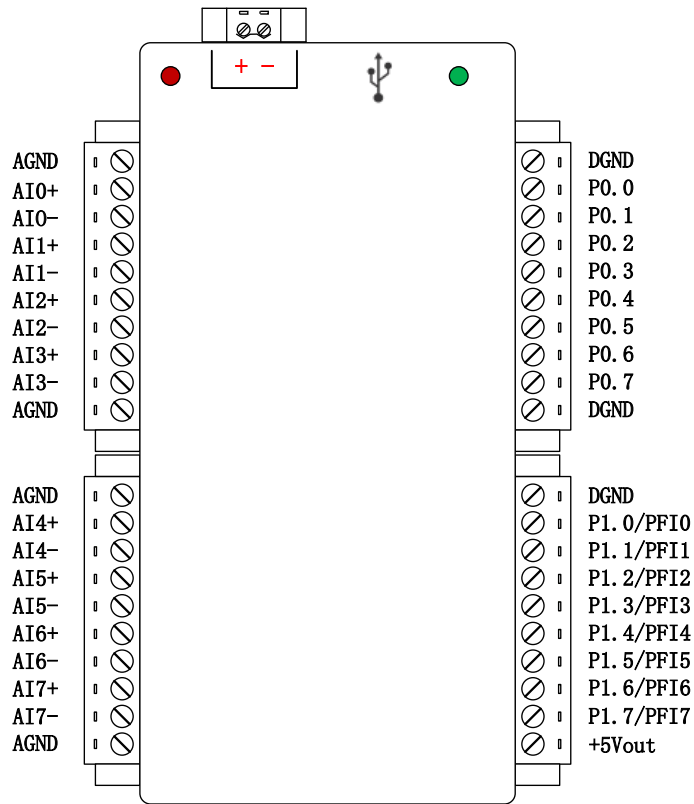 + -
AGND
AI0+
AI0-
AI1+
AI1-
AI2+
AI2-
AI3+
AI3-
AGND
AGND
AI4+
AI4-
AI5+
AI5-
AI6+
AI6-
AI7+
AI7-
AGND
DGND
P0.0
P0.1
P0.2
P0.3
P0.4
P0.5
P0.6
P0.7
DGND
DGND
P1.0/PFI0
P1.1/PFI1
P1.2/PFI2
P1.3/PFI3
P1.4/PFI4
P1.5/PFI5
P1.6/PFI6
P1.7/PFI7
+5Vout